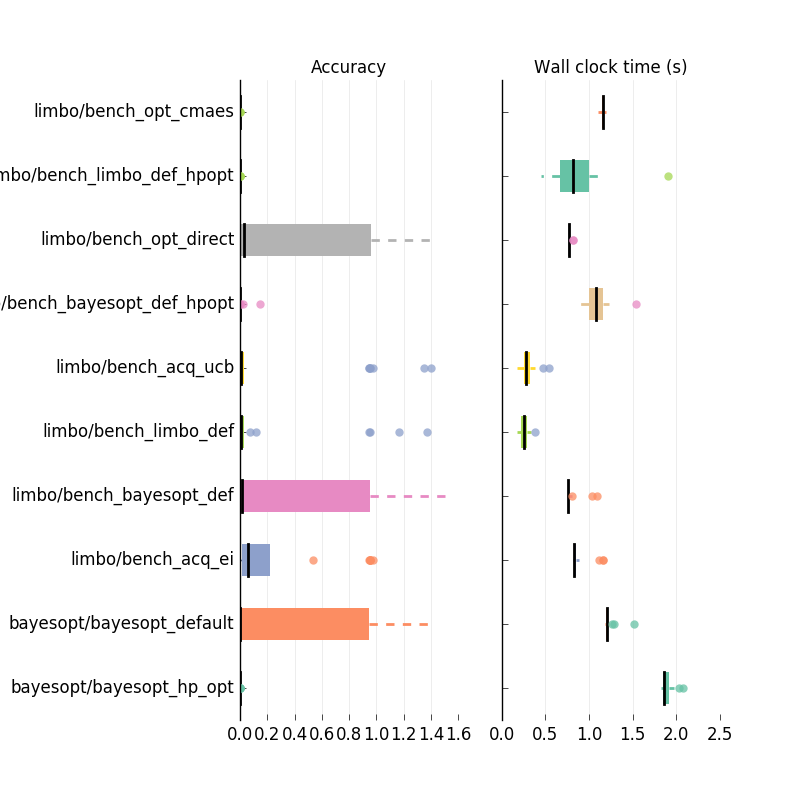 Accuracy
Wall clock time (s)
limbo/bench_opt_cmaes
mbo/bench_limbo_def_hpopt
limbo/bench_opt_direct
/bench_bayesopt_def_hpopt
limbo/bench_acq_ucb
limbo/bench_limbo_def
limbo/bench_bayesopt_def
limbo/bench_acq_ei
bayesopt/bayesopt_default
bayesopt/bayesopt_hp_opt
0.0 0.2 0.4 0.6 0.8 1.0 1.2 1.4 1.6
0.0 0.5 1.0 1.5 2.0 2.5